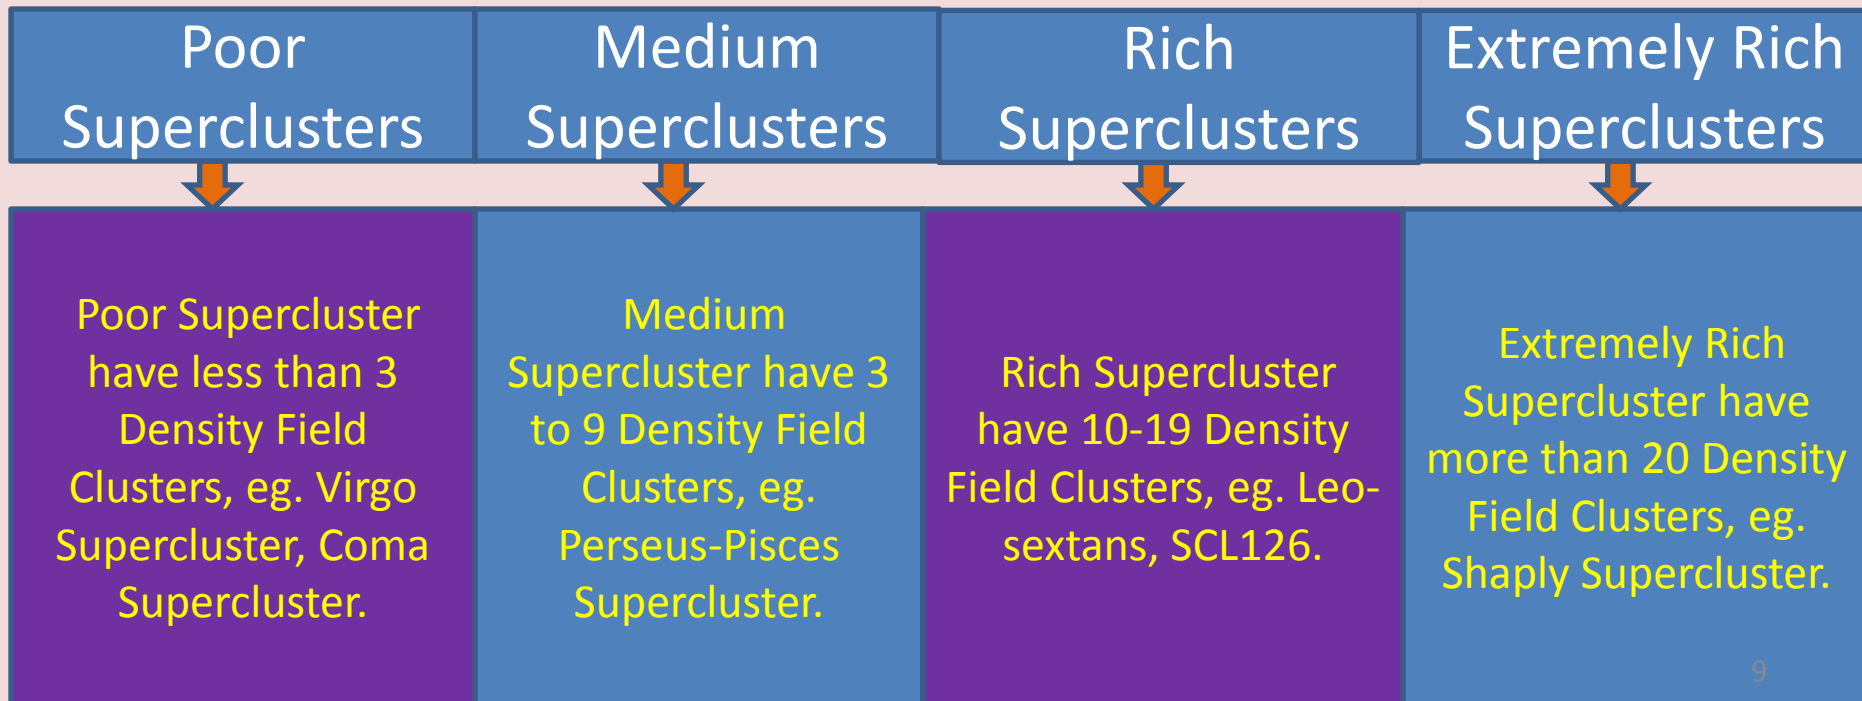 Poor
Superclusters
Medium
Superclusters
Rich
Superclusters
Extremely Rich
Superclusters
Poor Supercluster
have less than 3
Density Field
Clusters, eg. Virgo
Supercluster, Coma
Supercluster.
Medium
Supercluster have 3
to 9 Density Field
Clusters, eg.
Perseus-Pisces
Supercluster.
Rich Supercluster
have 10-19 Density
Field Clusters, eg. Leo-
sextans, SCL126.
Extremely Rich
Supercluster have
more than 20 Density
Field Clusters, eg.
Shaply Supercluster.
9